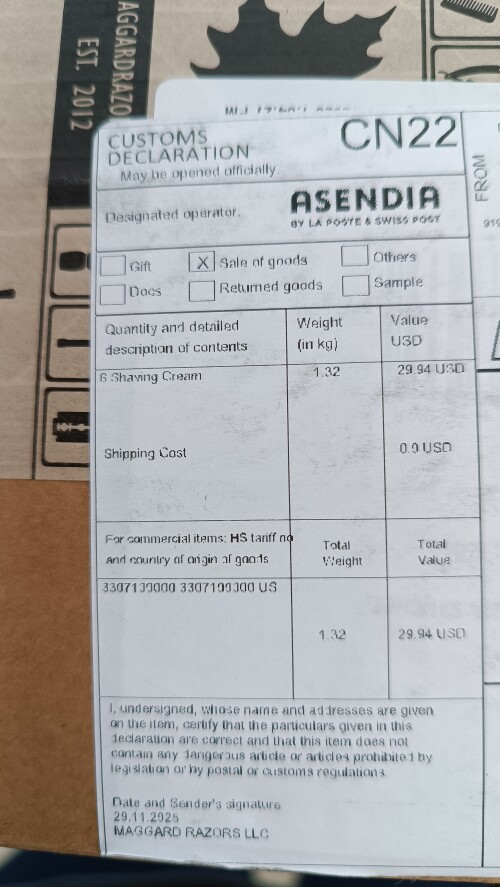 AGGARDRAZO
EST. 2012
CUSTOMS
DECLARATION
CN22
May be opened officially
FROM
Designated operator.
ASENDIA
BY LA POSTE & SWISS POST
919
Gift
X Sale of goods
Others
Docs
Returned goods
Sample
Quantity and detailed
description of contents
Weight
(in kg)
Value
USD
6 Shaving Cream
1.32
29.94 USD
Shipping Cost
0.0 USD
For commercial items: HS tariff no
and country of origin of goods
Total
Weight
Total
Value
3307100000 3307100000 US
1.32
29.94 USD
I, undersigned, whose name and addresses are given
on the item, certify that the particulars given in this
declaration are correct and that this item does not
contain any dangerous article or articles prohibited by
legislation or by postal or customs regulations
Date and Sender's signature
29.11.2025
MAGGARD RAZORS LLC